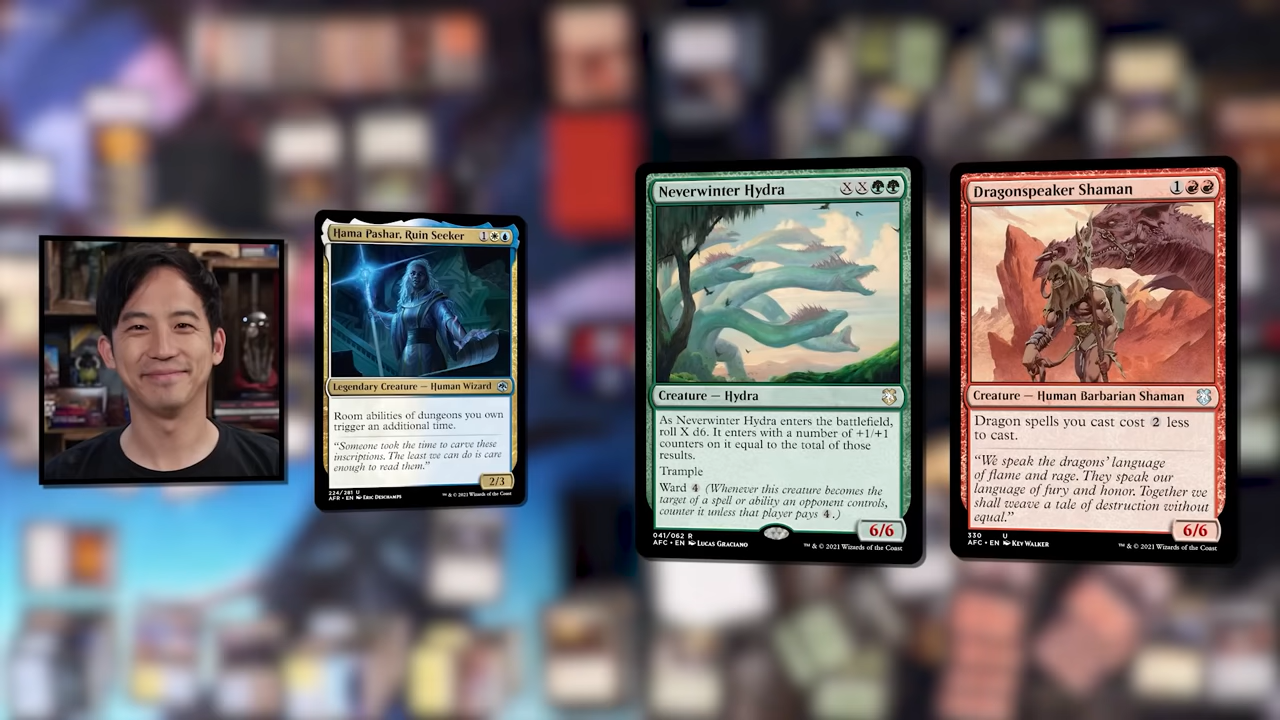 Hama Pashar, Ruin Seeker 1
Legendary Creature — Human Wizard
Room abilities of dungeons you own
trigger an additional time.
“Someone took the time to carve these
inscriptions. The least we can do is care
enough to read them.”
2/3
224/281 U
AFR • EN Eric Deschamps
™ & © 2021 Wizards of the Coast
Neverwinter Hydra X X
Creature — Hydra
As Neverwinter Hydra enters the battlefield,
roll X d6. It enters with a number of +1/+1
counters on it equal to the total of those
results.
Trample
Ward 4 (Whenever this creature becomes the
target of a spell or ability an opponent controls,
counter it unless that player pays 4.)
6/6
041/062 R
AFC • EN Lucas Graciano
™ & © 2021 Wizards of the Coast
Dragonspeaker Shaman 1
Creature — Human Barbarian Shaman
Dragon spells you cast cost 2 less
to cast.
“We speak the dragons’ language
of flame and rage. They speak our
language of fury and honor. Together we
shall weave a tale of destruction without
equal.”
6/6
330 U
AFC • EN Kev Walker
™ & © 2021 Wizards of the Coast